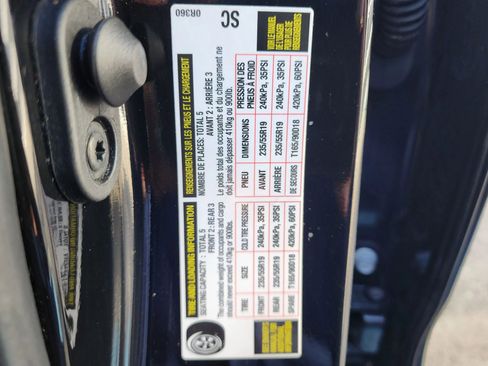 TIRE AND LOADING INFORMATION
SEATING CAPACITY - TOTAL 5
FRONT 2 : REAR 3
The combined weight of occupants and cargo
should never exceed 410kg or 900lbs.
TIRE SIZE COLD TIRE PRESSURE
FRONT 235/55R19 240kPa, 35PSI
REAR 235/55R19 240kPa, 35PSI
SPARE T165/90D18 420kPa, 60PSI
SEE OWNERS
RENSEIGNEMENTS SUR LES PNEUS ET LE CHARGEMENT
NOMBRE DE PLACES: TOTAL 5
AVANT 2 : ARRIÈRE 3
Le poids total des occupants et du chargement ne
doit jamais dépasser 410kg ou 900lb.
PNEU DIMENSIONS PRESSION DES
PNEUS À FROID
AVANT 235/55R19 240kPa, 35PSI
ARRIÈRE 235/55R19 240kPa, 35PSI
DE SECOURS T165/90D18 420kPa, 60PSI
VOIR LE MANUEL
DE L'USAGER
POUR PLUS DE
RENSEIGNEMENTS
0R360
SC